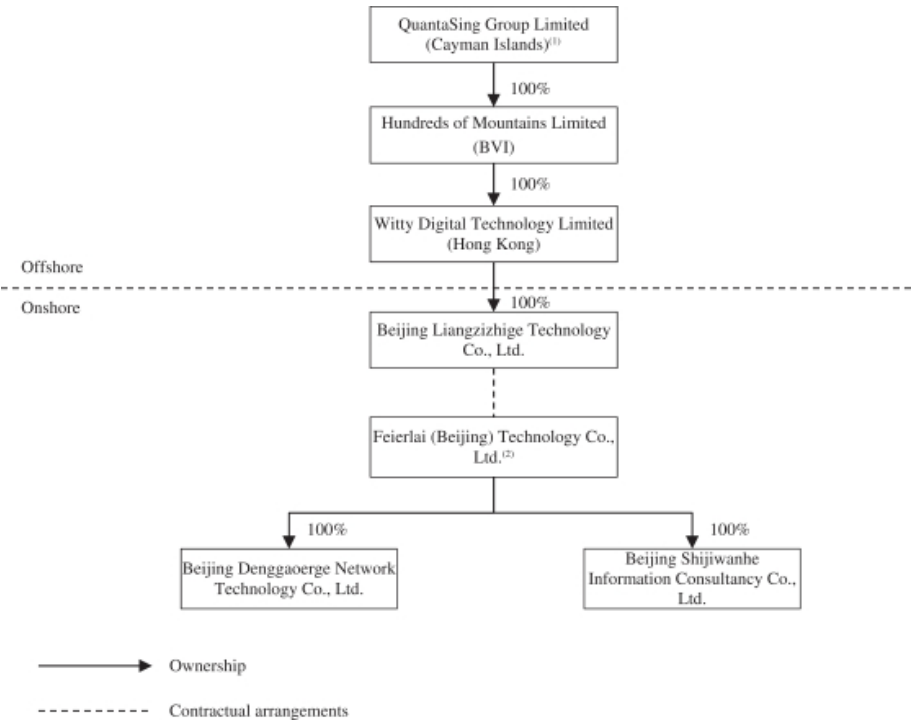 QuantaSing Group Limited
(Cayman Islands)(1)
100%
Hundreds of Mountains Limited
(BVI)
100%
Witty Digital Technology Limited
(Hong Kong)
Offshore
Onshore
100%
Beijing Liangzizhige Technology
Co., Ltd.
Feierlai (Beijing) Technology Co.,
Ltd.(2)
100%
100%
Beijing Denggaoerge Network
Technology Co., Ltd.
Beijing Shijiwanhe
Information Consultancy Co.,
Ltd.
Ownership
Contractual arrangements